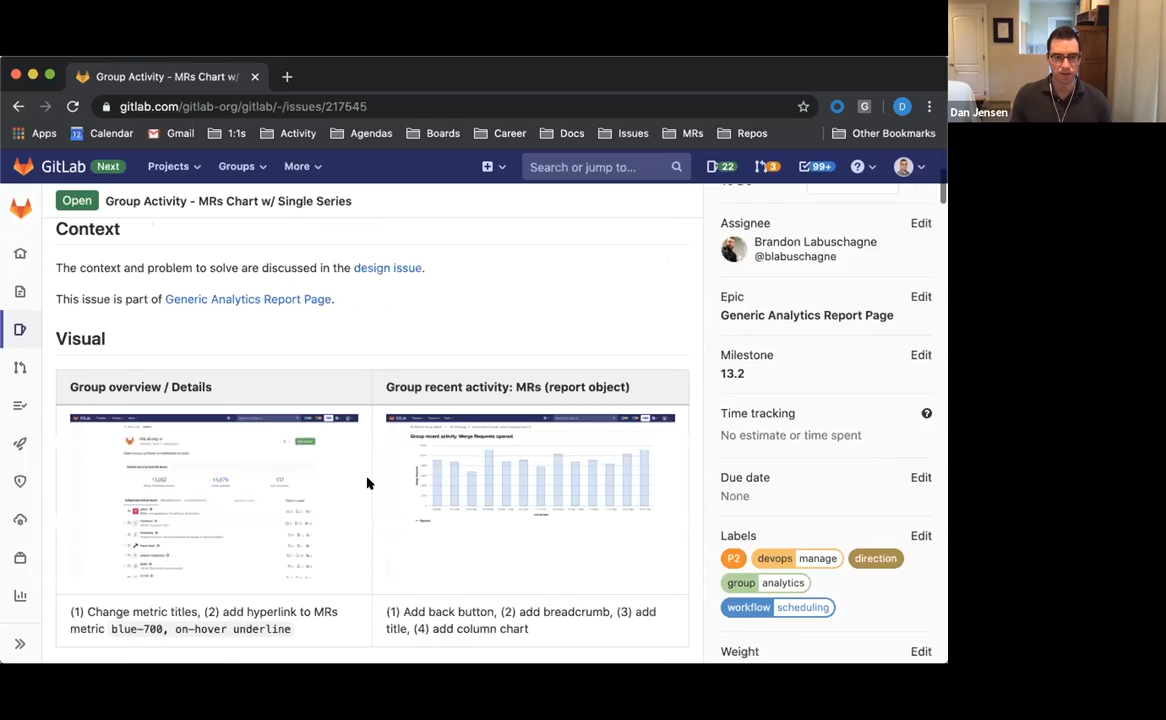 Group Activity - MRs Chart w/
gitlab.com/gitlab-org/gitlab/-/issues/217545
G
D
Apps
Calendar
Gmail
1:1s
Activity
Agendas
Boards
Career
Docs
Issues
MRs
Repos
Other Bookmarks
GitLab Next
Projects
Groups
More
Search or jump to...
22
3
99+
Open
Group Activity - MRs Chart w/ Single Series
Context
The context and problem to solve are discussed in the design issue.
This issue is part of Generic Analytics Report Page.
Visual
Group overview / Details
Group recent activity: MRs (report object)
Group recent activity: Merge Requests opened
(1) Change metric titles, (2) add hyperlink to MRs
metric blue-700, on-hover underline
(1) Add back button, (2) add breadcrumb, (3) add
title, (4) add column chart
Assignee
Edit
Brandon Labuschagne
@blabuschagne
Epic
Edit
Generic Analytics Report Page
Milestone
Edit
13.2
Time tracking
No estimate or time spent
Due date
Edit
None
Labels
Edit
P2
devops manage
direction
group analytics
workflow scheduling
Weight
Edit
Dan Jensen